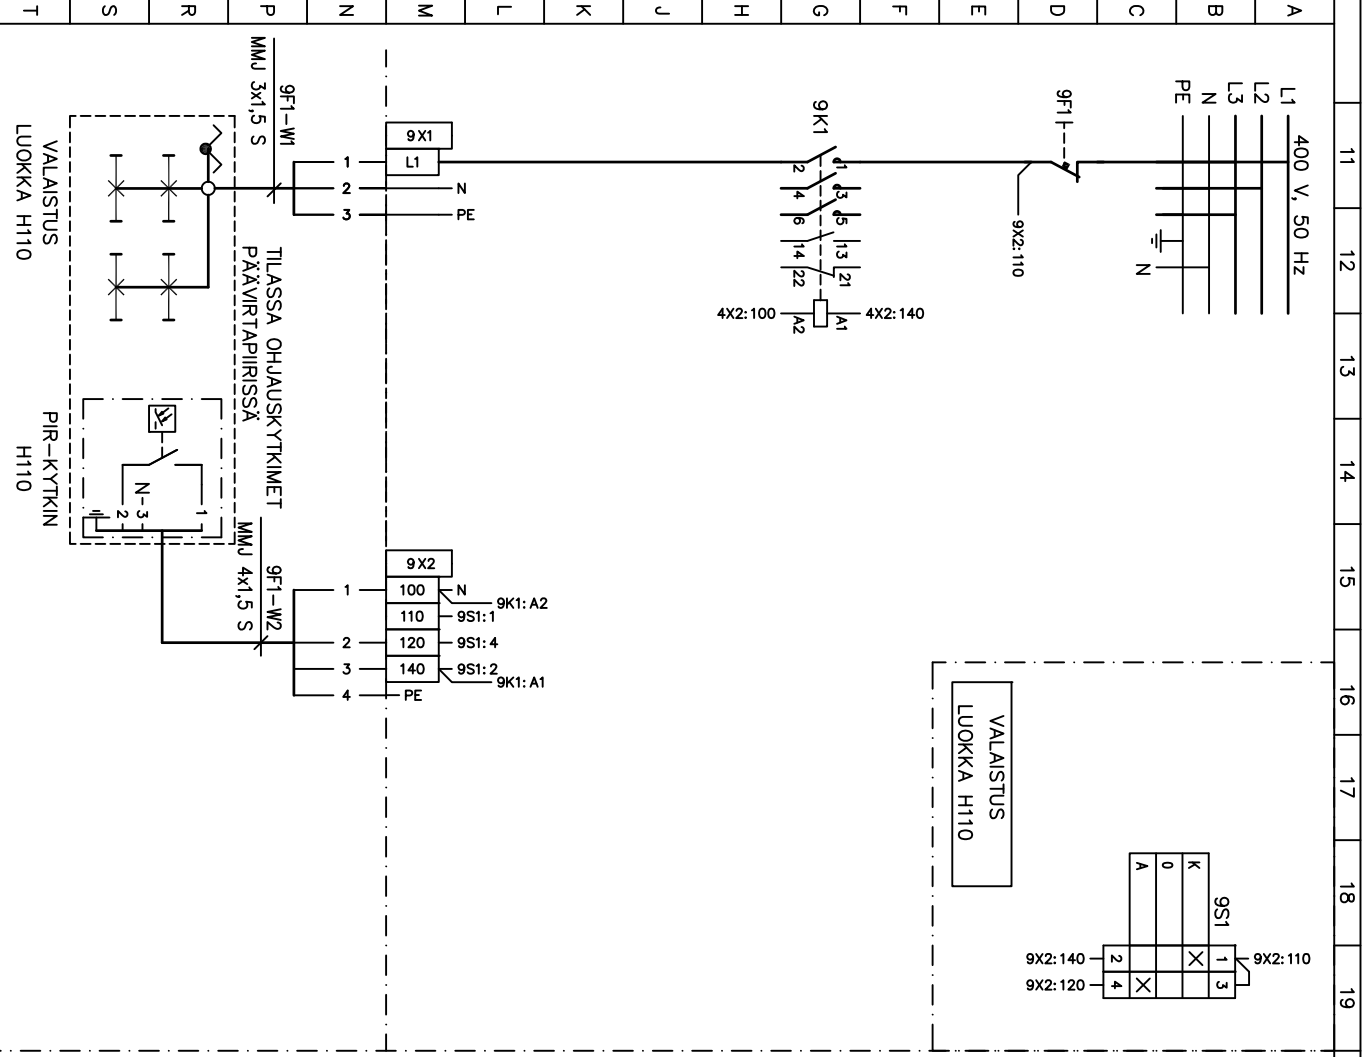 T S R P N M L K J H G F E D C B A
11
12
13
14
15
16
17
18
19
L1
L2
L3
N
PE
400 V, 50 Hz
N
9F1
9X2:110
9K1
1 2
3 4
5 6
13 14
21 22
A1 A2
4X2:100
4X2:140
9X1
1 L1
2 N
3 PE
9F1-W1
MMJ 3x1,5 S
VALAISTUS
LUOKKA H110
TILASSA OHJAUSKYTKIMET
PÄÄVIRTAPIIRISSÄ
PIR-KYTKIN
H110
1
N-3
2
9F1-W2
MMJ 4x1,5 S
9X2
1 100 N
9K1:A2
110 9S1:1
2 120 9S1:4
3 140 9S1:2
9K1:A1
4 PE
VALAISTUS
LUOKKA H110
9S1
K
0
A
9X2:140 2 X 1 9X2:110
9X2:120 4 X 3